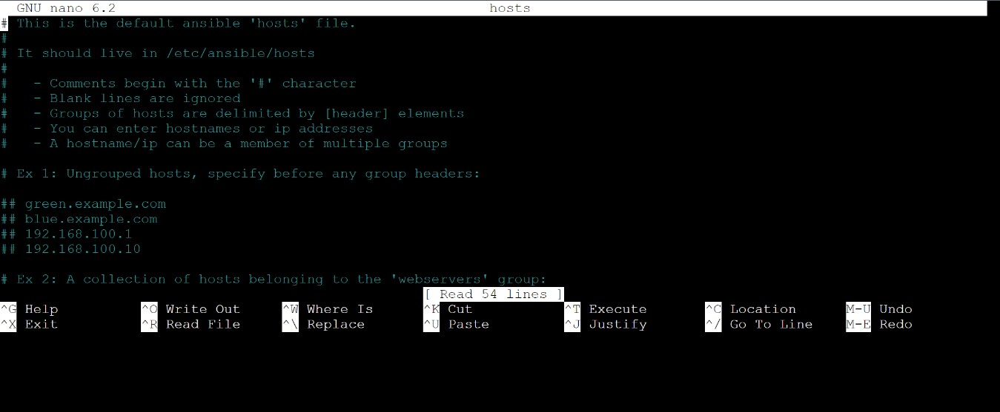 GNU nano 6.2 hosts
# This is the default ansible 'hosts' file.
#
# It should live in /etc/ansible/hosts
#
#   - Comments begin with the '#' character
#   - Blank lines are ignored
#   - Groups of hosts are delimited by [header] elements
#   - You can enter hostnames or ip addresses
#   - A hostname/ip can be a member of multiple groups
# Ex 1: Ungrouped hosts, specify before any group headers:
## green.example.com
## blue.example.com
## 192.168.100.1
## 192.168.100.10
# Ex 2: A collection of hosts belonging to the 'webservers' group:
[ Read 54 lines ]
^G Help ^O Write Out ^W Where Is ^K Cut ^T Execute ^C Location M-U Undo
^X Exit ^R Read File ^\ Replace ^U Paste ^J Justify ^/ Go To Line M-E Redo